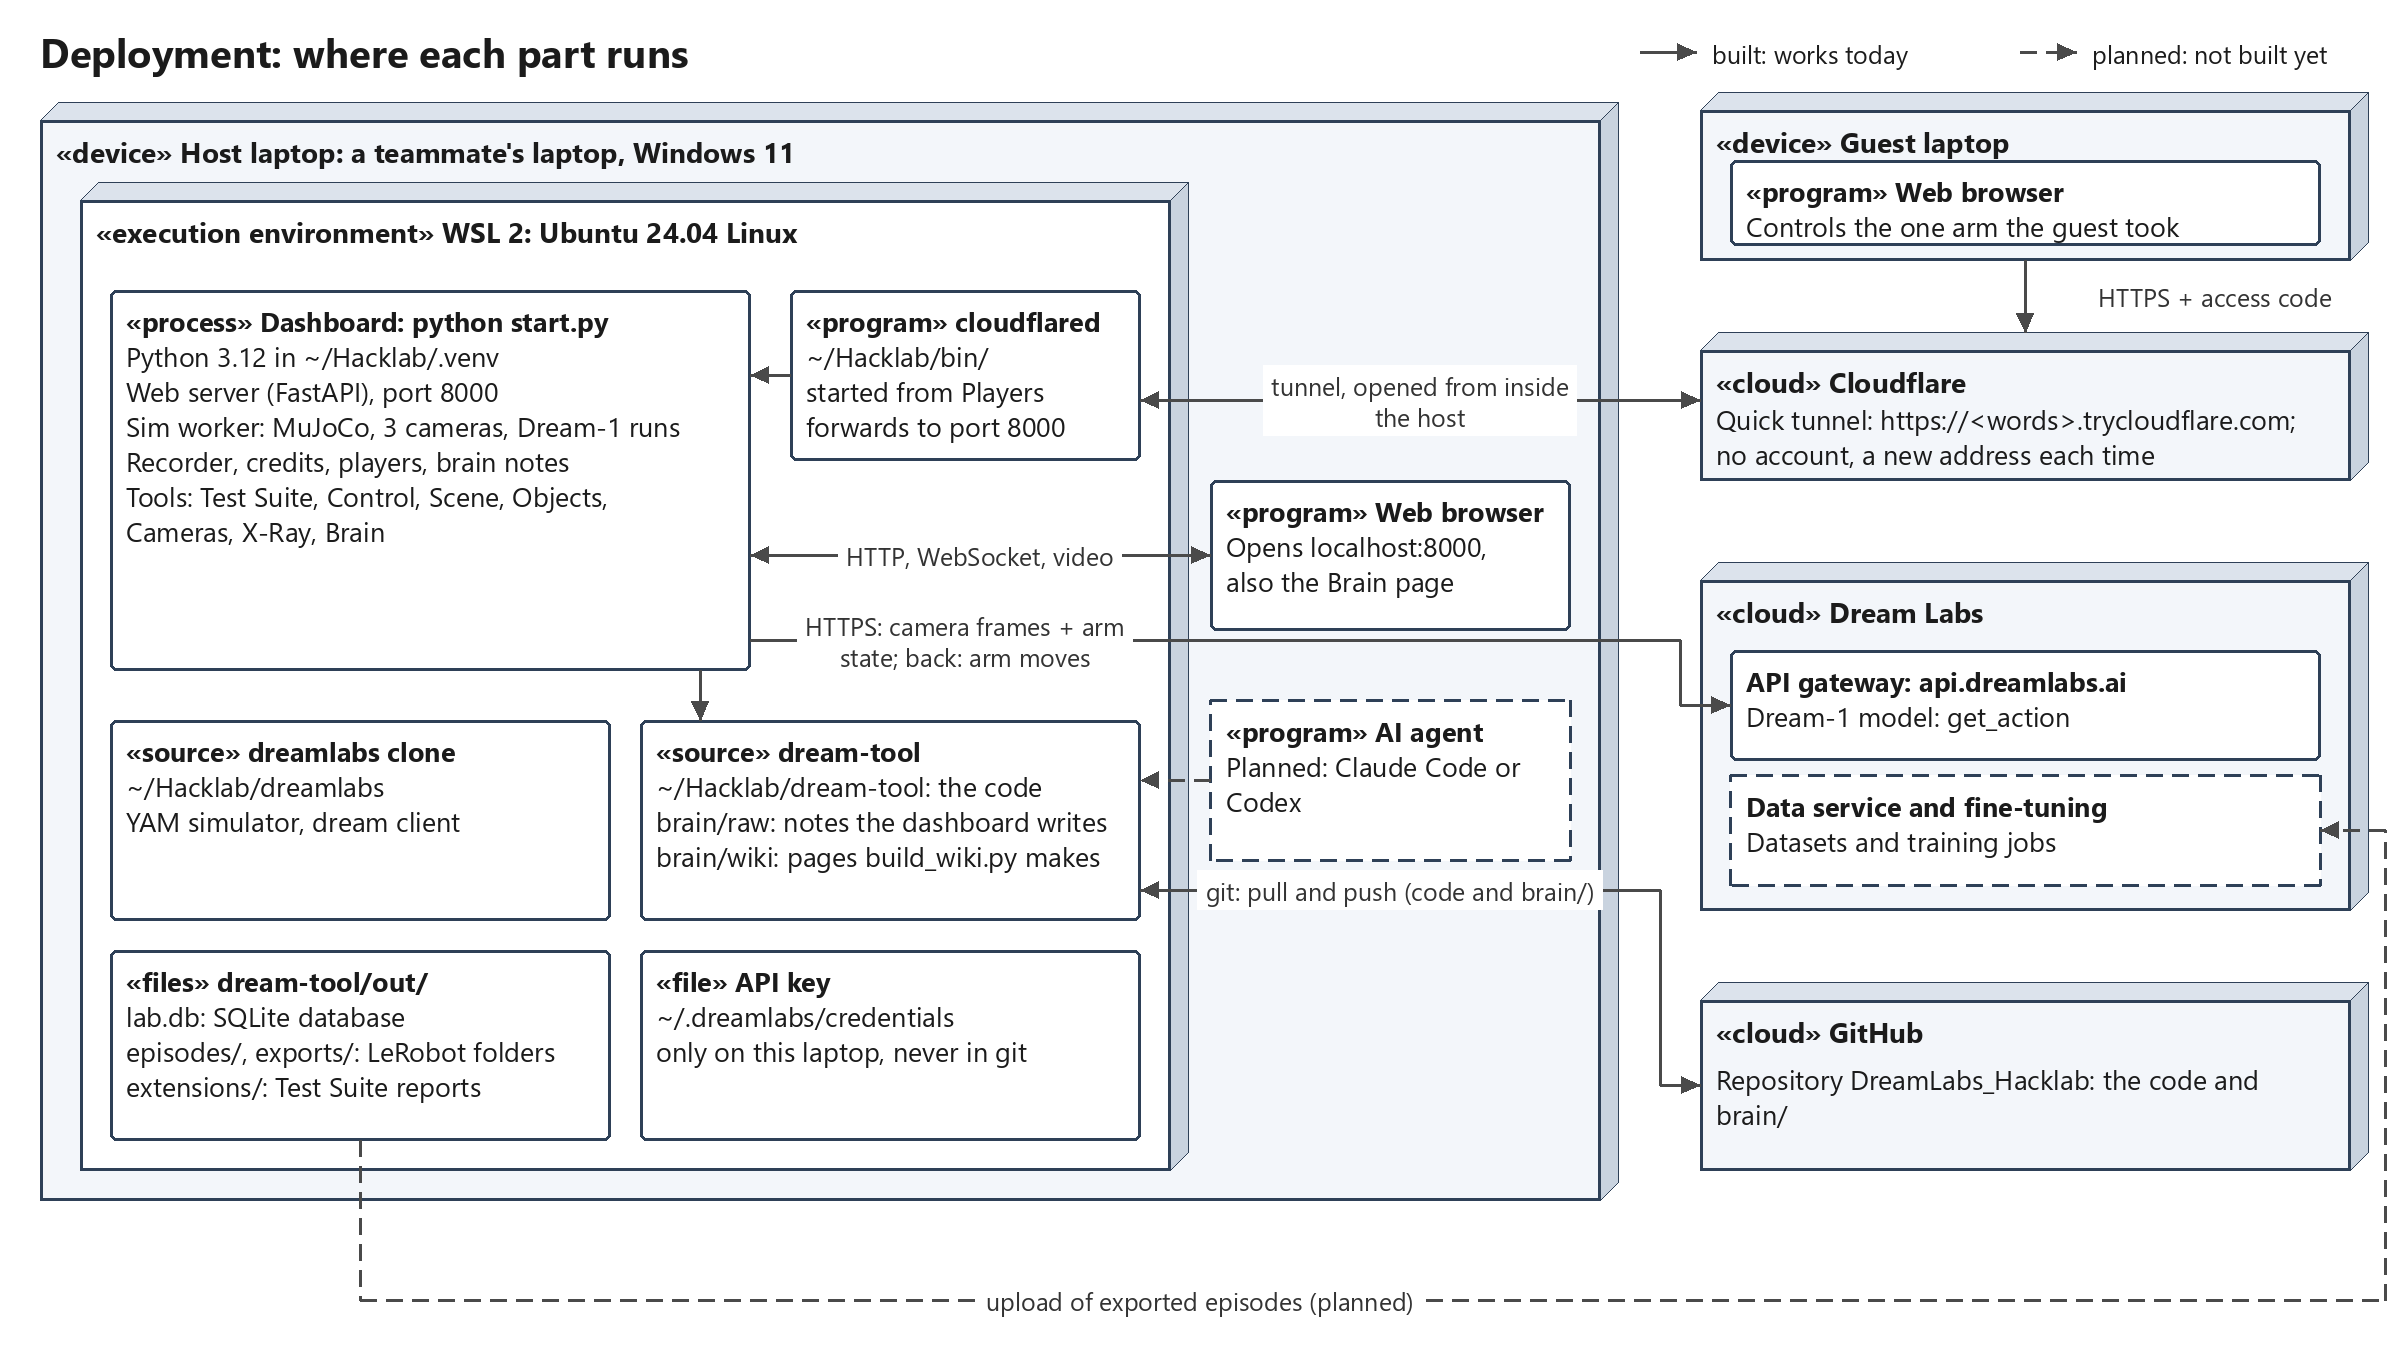 Deployment: where each part runs
built: works today
planned: not built yet
«device» Host laptop: a teammate's laptop, Windows 11
«execution environment» WSL 2: Ubuntu 24.04 Linux
«process» Dashboard: python start.py
Python 3.12 in ~/Hacklab/.venv
Web server (FastAPI), port 8000
Sim worker: MuJoCo, 3 cameras, Dream-1 runs
Recorder, credits, players, brain notes
Tools: Test Suite, Control, Scene, Objects,
Cameras, X-Ray, Brain
«program» cloudflared
~/Hacklab/bin/
started from Players
forwards to port 8000
tunnel, opened from inside
the host
HTTP, WebSocket, video
«program» Web browser
Opens localhost:8000,
also the Brain page
HTTPS: camera frames + arm
state; back: arm moves
«source» dreamlabs clone
~/Hacklab/dreamlabs
YAM simulator, dream client
«source» dream-tool
~/Hacklab/dream-tool: the code
brain/raw: notes the dashboard writes
brain/wiki: pages build_wiki.py makes
«program» AI agent
Planned: Claude Code or
Codex
git: pull and push (code and brain/)
«files» dream-tool/out/
lab.db: SQLite database
episodes/, exports/: LeRobot folders
extensions/: Test Suite reports
«file» API key
~/.dreamlabs/credentials
only on this laptop, never in git
«device» Guest laptop
«program» Web browser
Controls the one arm the guest took
HTTPS + access code
«cloud» Cloudflare
Quick tunnel: https://<words>.trycloudflare.com;
no account, a new address each time
«cloud» Dream Labs
API gateway: api.dreamlabs.ai
Dream-1 model: get_action
Data service and fine-tuning
Datasets and training jobs
«cloud» GitHub
Repository DreamLabs_Hacklab: the code and
brain/
upload of exported episodes (planned)